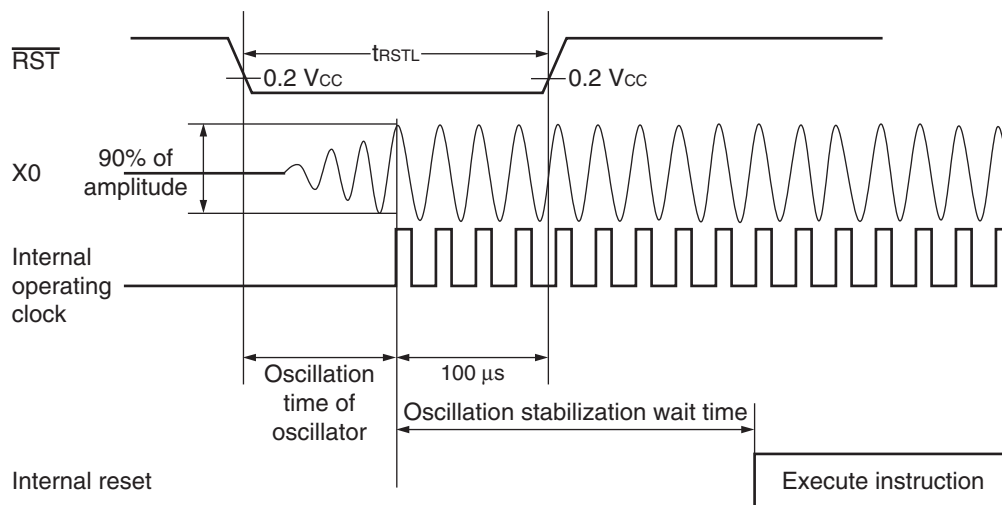 RST
tRSTL
0.2 VCC
0.2 VCC
X0
90% of
amplitude
Internal
operating
clock
Oscillation
time of
oscillator
100 μs
Oscillation stabilization wait time
Internal reset
Execute instruction